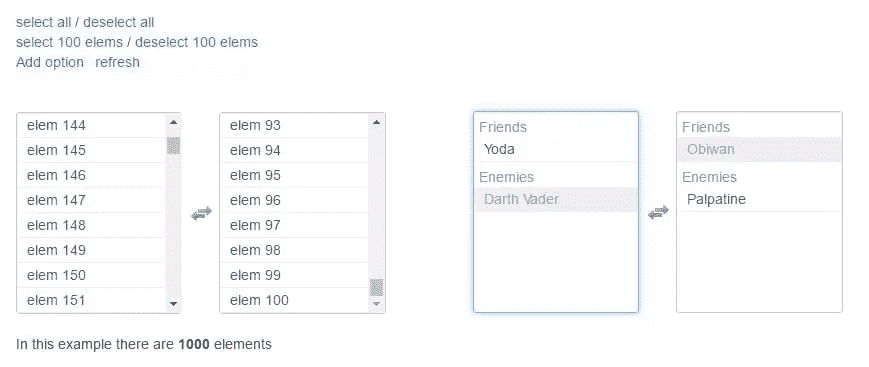 select all / deselect all
select 100 elems / deselect 100 elems
Add option refresh
elem 144
elem 145
elem 146
elem 147
elem 148
elem 149
elem 150
elem 151
elem 93
elem 94
elem 95
elem 96
elem 97
elem 98
elem 99
elem 100
Friends
Yoda
Enemies
Darth Vader
Friends
Obiwan
Enemies
Palpatine
In this example there are 1000 elements